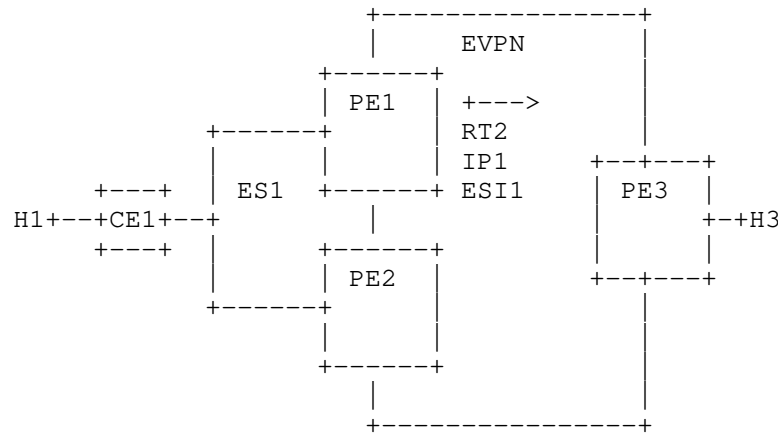 EVPN
PE1 +--->
RT2
IP1
ES1 ESI1 PE3
H1 CE1 H3
PE2